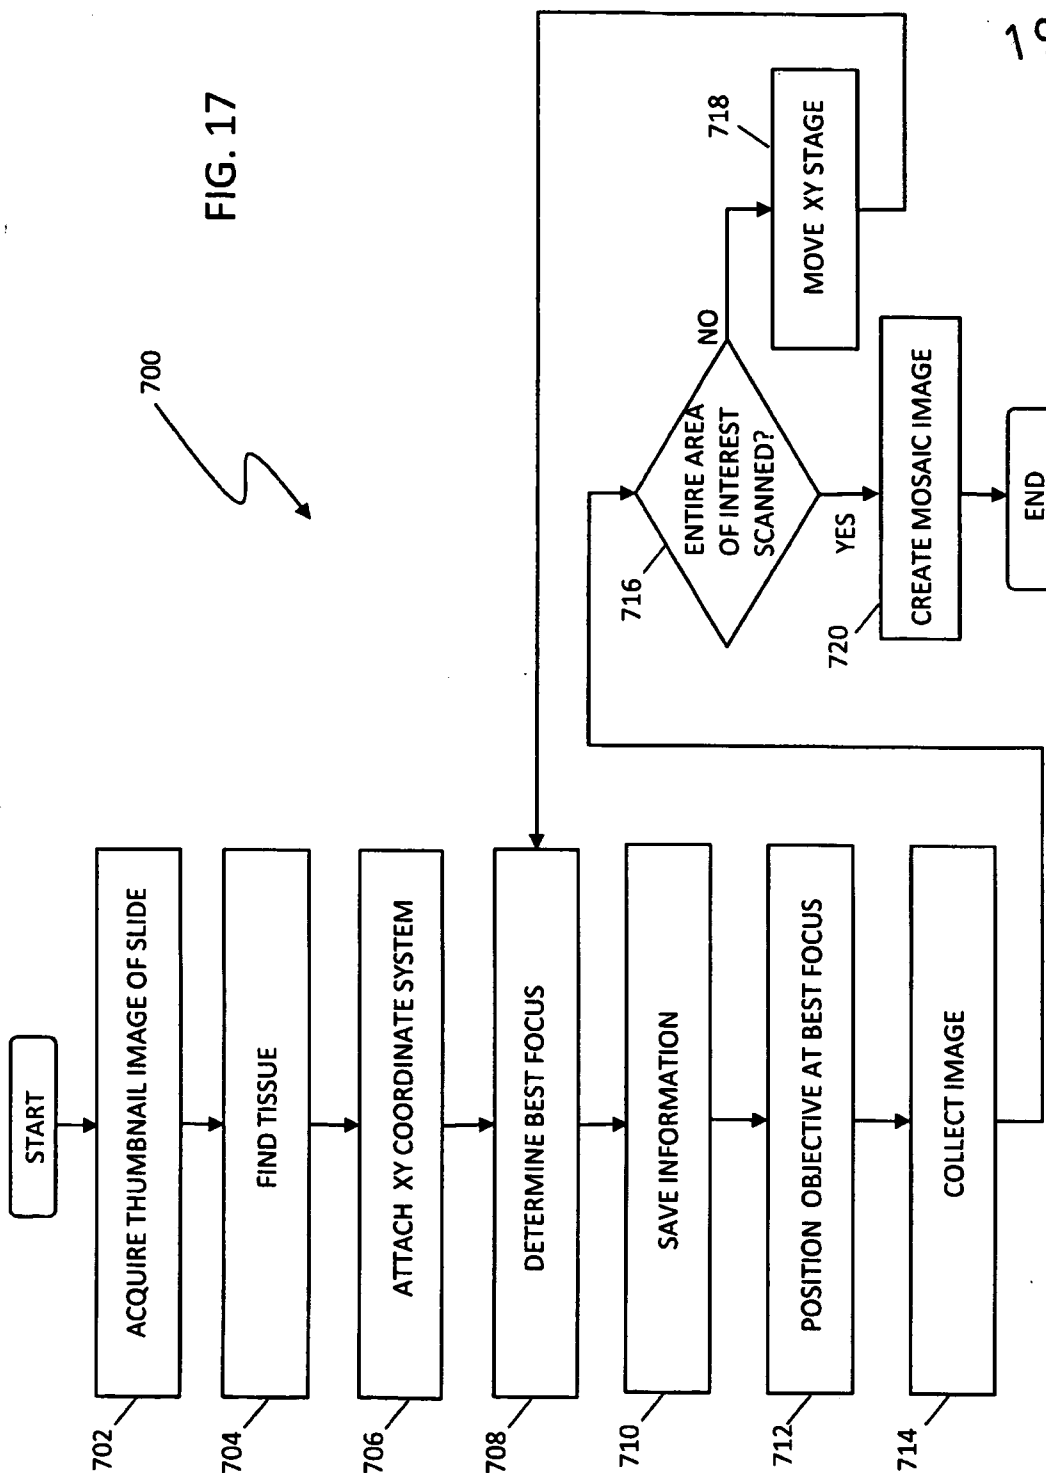 FIG. 17
700
START
702
ACQUIRE THUMBNAIL IMAGE OF SLIDE
704
FIND TISSUE
706
ATTACH XY COORDINATE SYSTEM
708
DETERMINE BEST FOCUS
710
SAVE INFORMATION
712
POSITION OBJECTIVE AT BEST FOCUS
714
COLLECT IMAGE
716
ENTIRE AREA
OF INTEREST
SCANNED?
NO
718
MOVE XY STAGE
YES
720
CREATE MOSAIC IMAGE
END